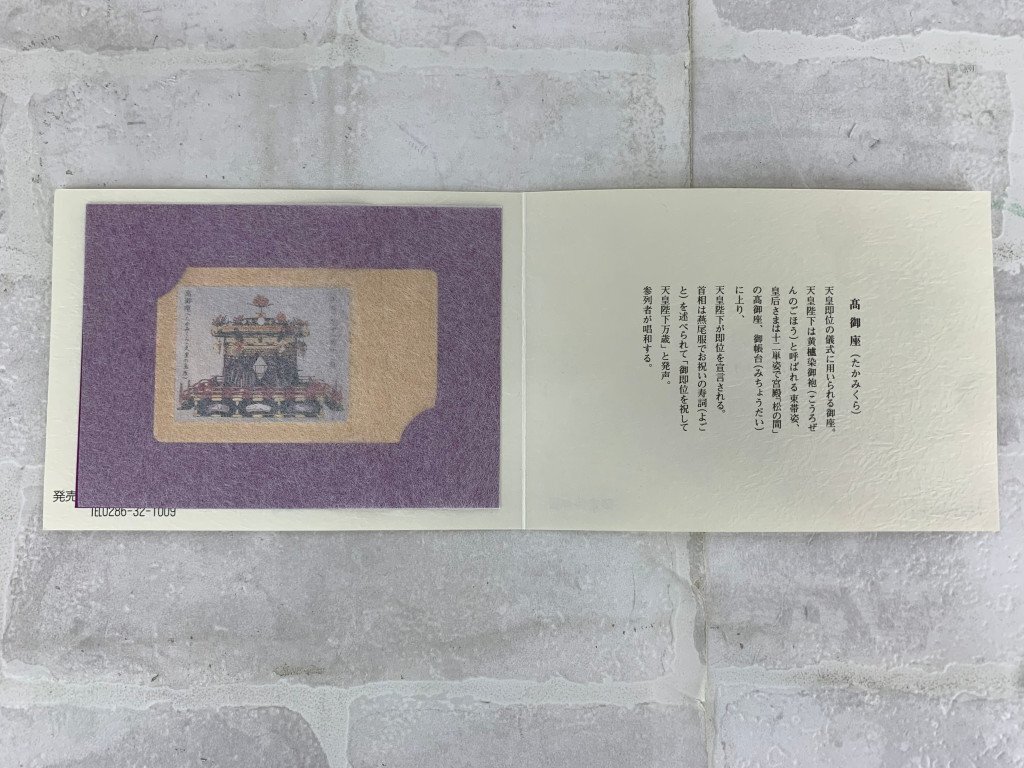 髙御座（たかみくら）
天皇即位の儀式に用いられる御座。
天皇陛下は黄櫨染御袍（こうろぜ
んのごほう）と呼ばれる束帯姿、
皇后さまは十二単姿で宮殿「松の間」
の髙御座、御帳台（みちょうだい）
に上り、
天皇陛下が即位を宣言される。
首相は燕尾服でお祝いの寿詞（よご
と）を述べられて「御即位を祝して
天皇陛下万歳」と発声。
参列者が唱和する。
発売
TEL0286-32-1009